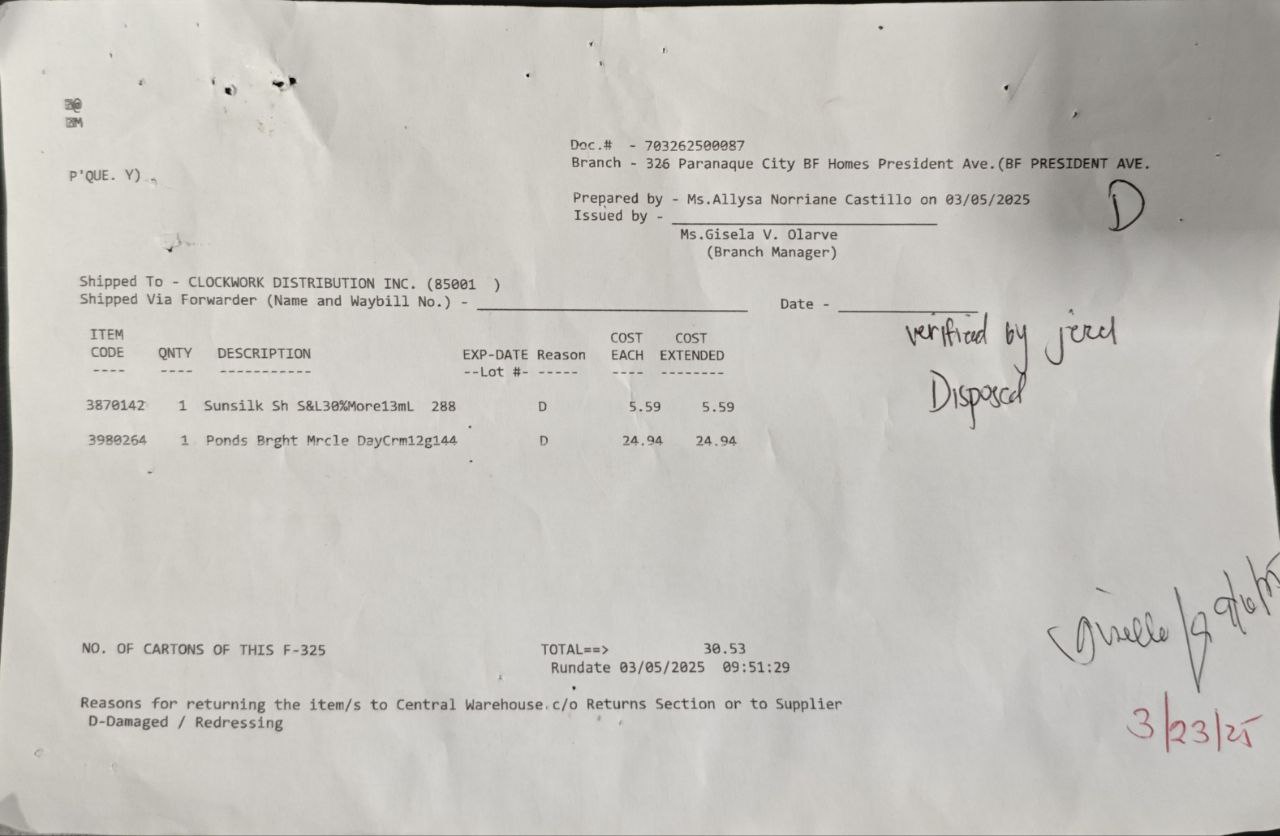 @
M
Doc.# - 703262500087
Branch - 326 Paranaque City BF Homes President Ave.(BF PRESIDENT AVE.
P'QUE. Y)
Prepared by - Ms.Allysa Norriane Castillo on 03/05/2025
D
Issued by -
Ms.Gisela V. Olarve
(Branch Manager)
Shipped To - CLOCKWORK DISTRIBUTION INC. (85001 )
Shipped Via Forwarder (Name and Waybill No.) - Date -
verified by jerel
Disposed
ITEM COST COST
CODE QNTY DESCRIPTION EXP-DATE Reason EACH EXTENDED
---- ---- ----------- --Lot #- ----- ---- --------
3870142 1 Sunsilk Sh S&L30%More13mL 288 D 5.59 5.59
3980264 1 Ponds Brght Mrcle DayCrm12g144 D 24.94 24.94
Giselle
NO. OF CARTONS OF THIS F-325 TOTAL==> 30.53
Rundate 03/05/2025 09:51:29
3/23/25
Reasons for returning the item/s to Central Warehouse c/o Returns Section or to Supplier
D-Damaged / Redressing